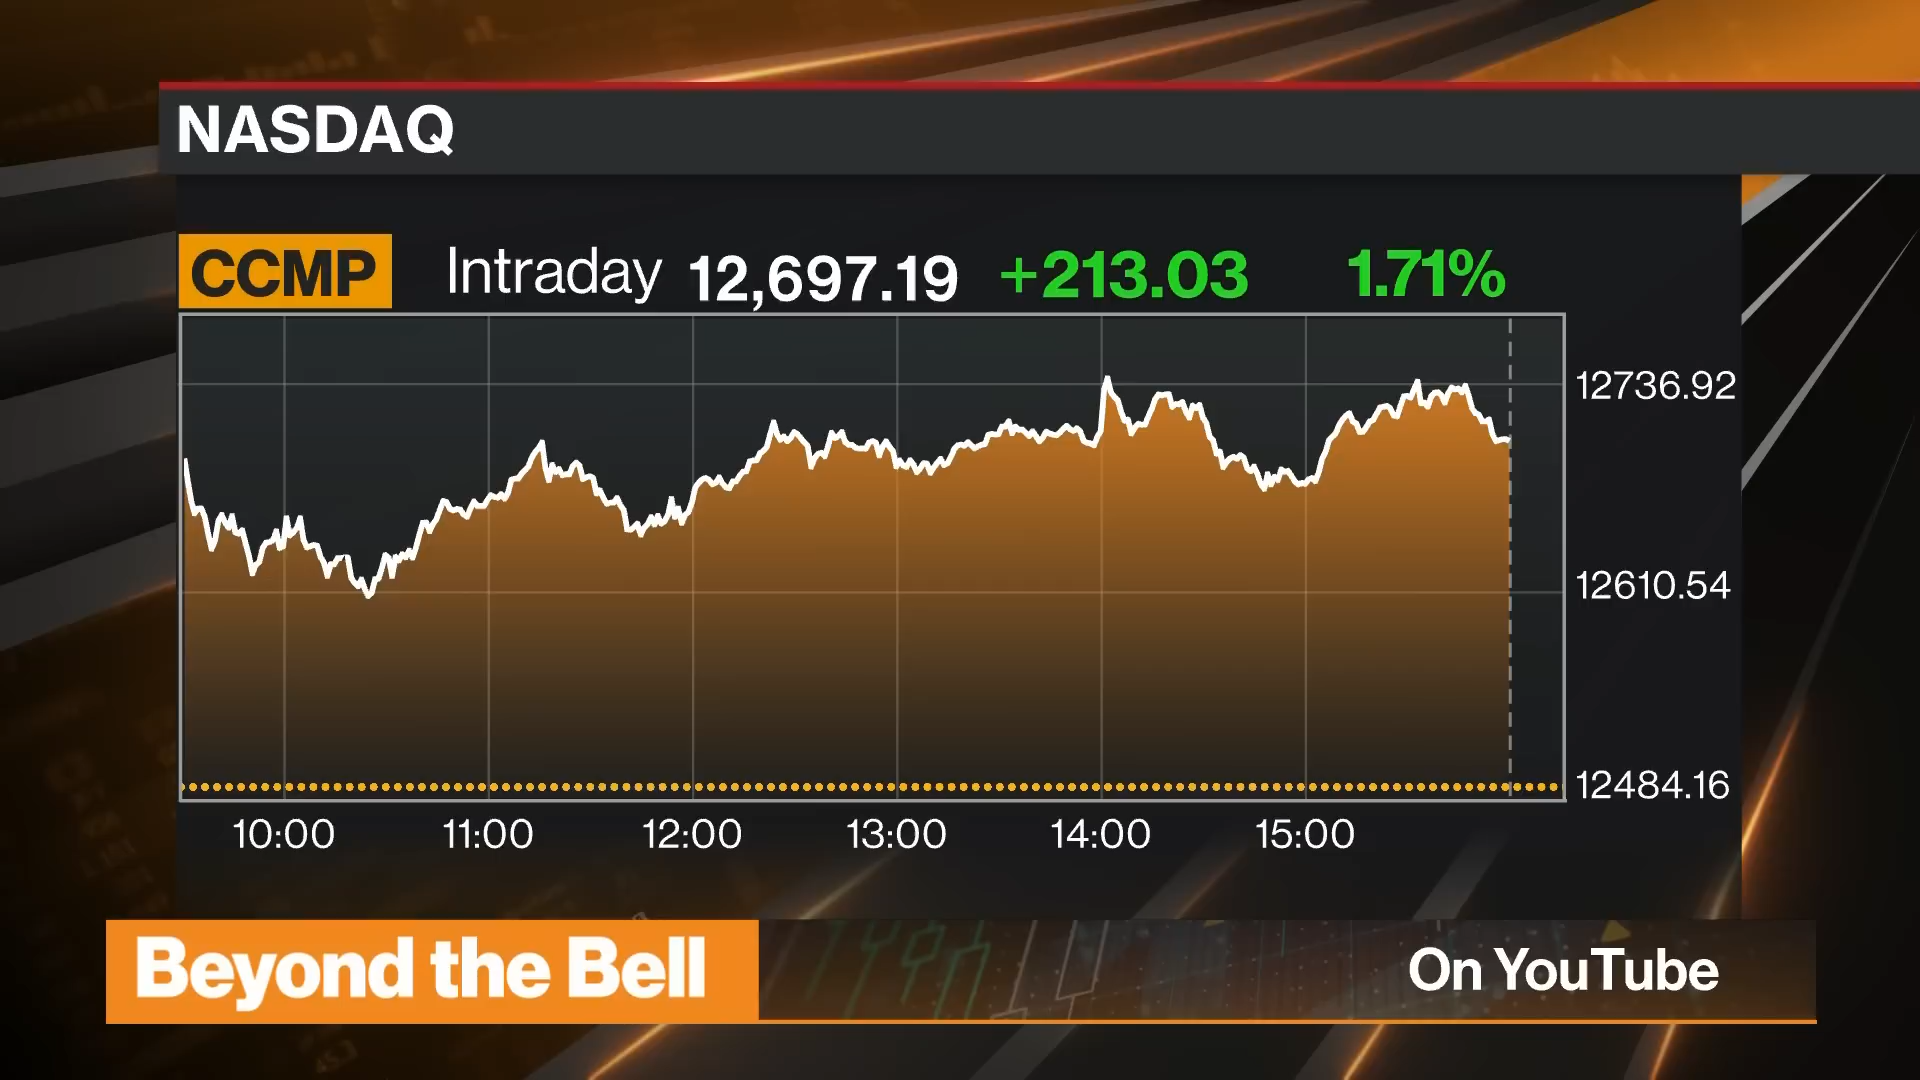 NASDAQ
CCMP Intraday 12,697.19 +213.03 1.71%
12736.92
12610.54
12484.16
10:00 11:00 12:00 13:00 14:00 15:00
Beyond the Bell On YouTube